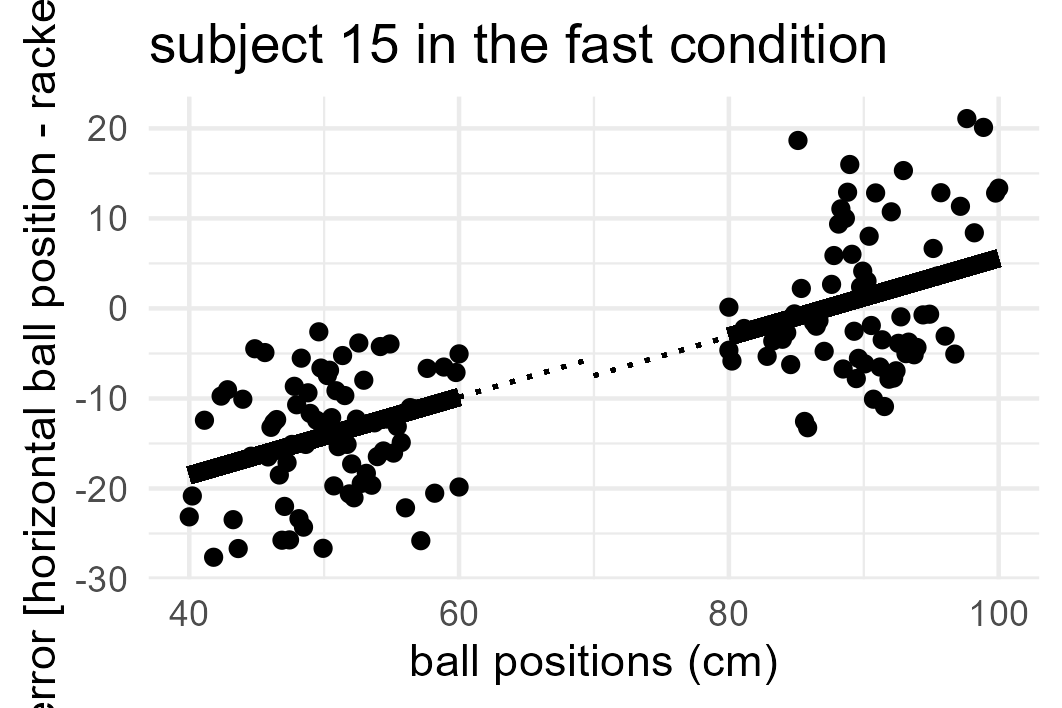 subject 15 in the fast condition
error [horizontal ball position - racke
20
10
0
-10
-20
-30
40 60 80 100
ball positions (cm)